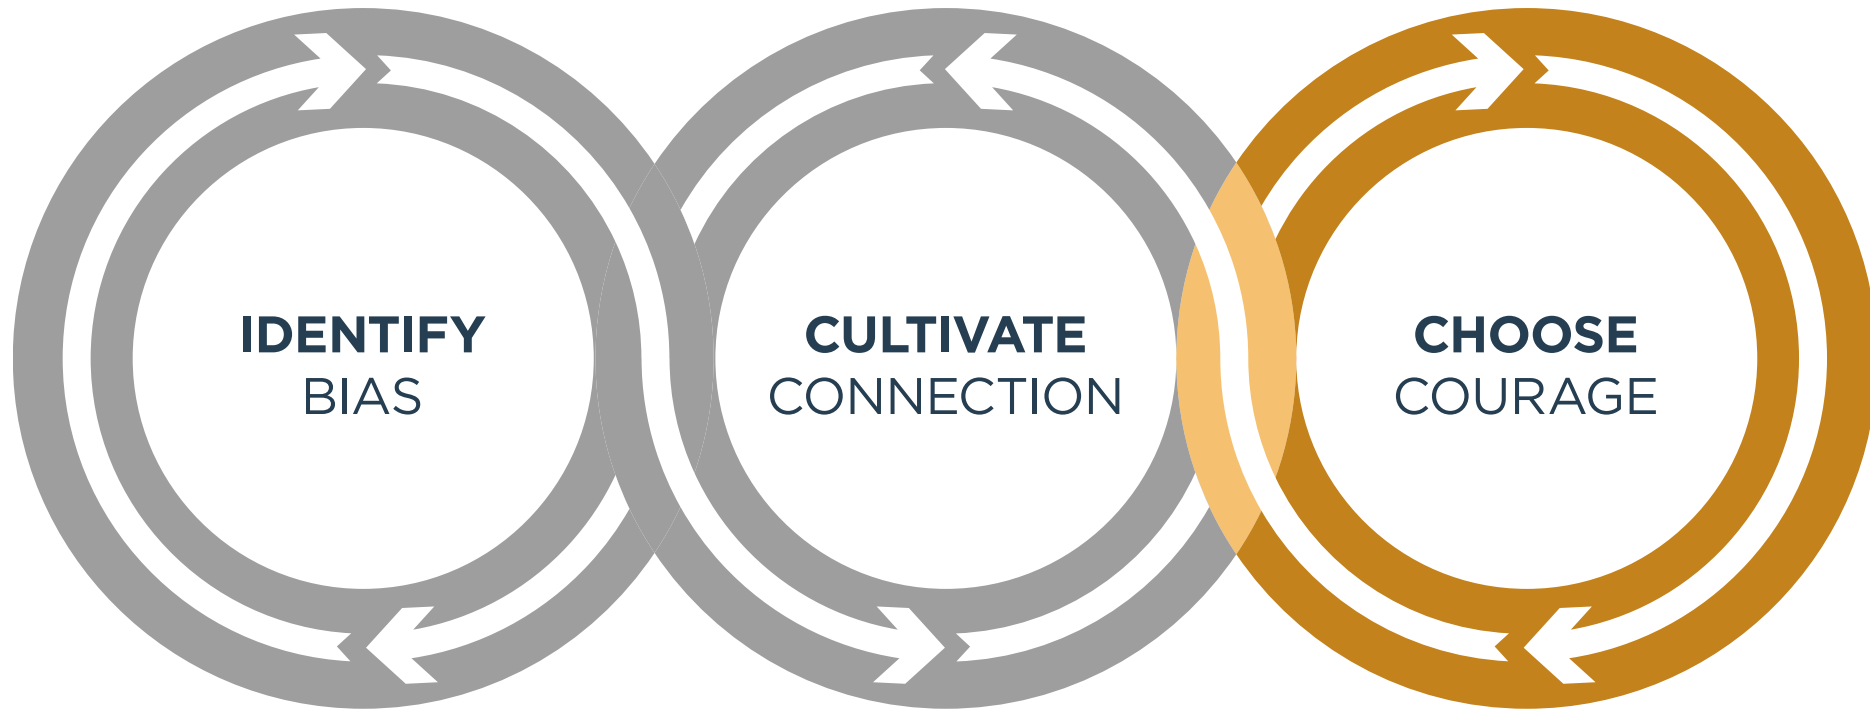 IDENTIFY
BIAS
CULTIVATE
CONNECTION
CHOOSE
COURAGE